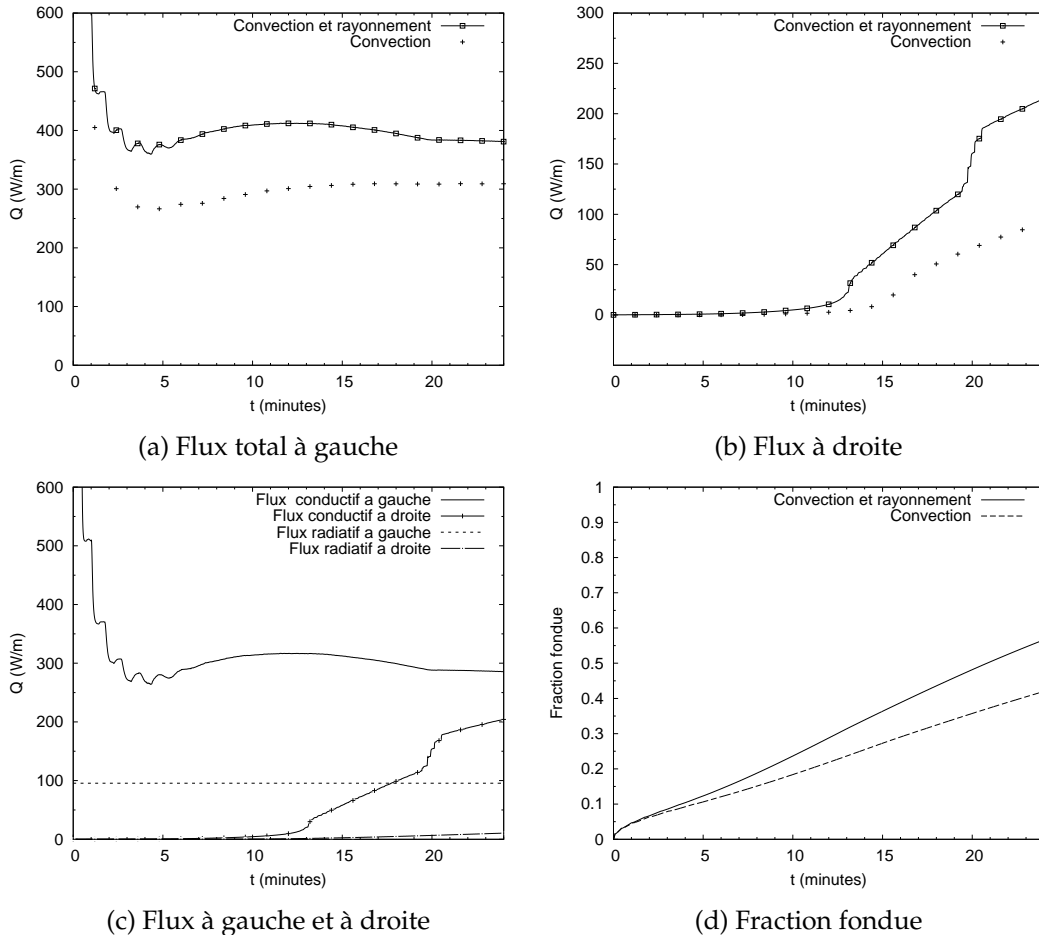 Convection et rayonnement
Convection
Q (W/m)
600
500
400
300
200
100
0
0
5
10
15
20
t (minutes)
(a) Flux total à gauche
Convection et rayonnement
Convection
Q (W/m)
300
250
200
150
100
50
0
0
5
10
15
20
t (minutes)
(b) Flux à droite
Flux conductif a gauche
Flux conductif a droite
Flux radiatif a gauche
Flux radiatif a droite
Q (W/m)
600
500
400
300
200
100
0
0
5
10
15
20
t (minutes)
(c) Flux à gauche et à droite
Convection et rayonnement
Convection
Fraction fondue
1
0.9
0.8
0.7
0.6
0.5
0.4
0.3
0.2
0.1
0
0
5
10
15
20
t (minutes)
(d) Fraction fondue